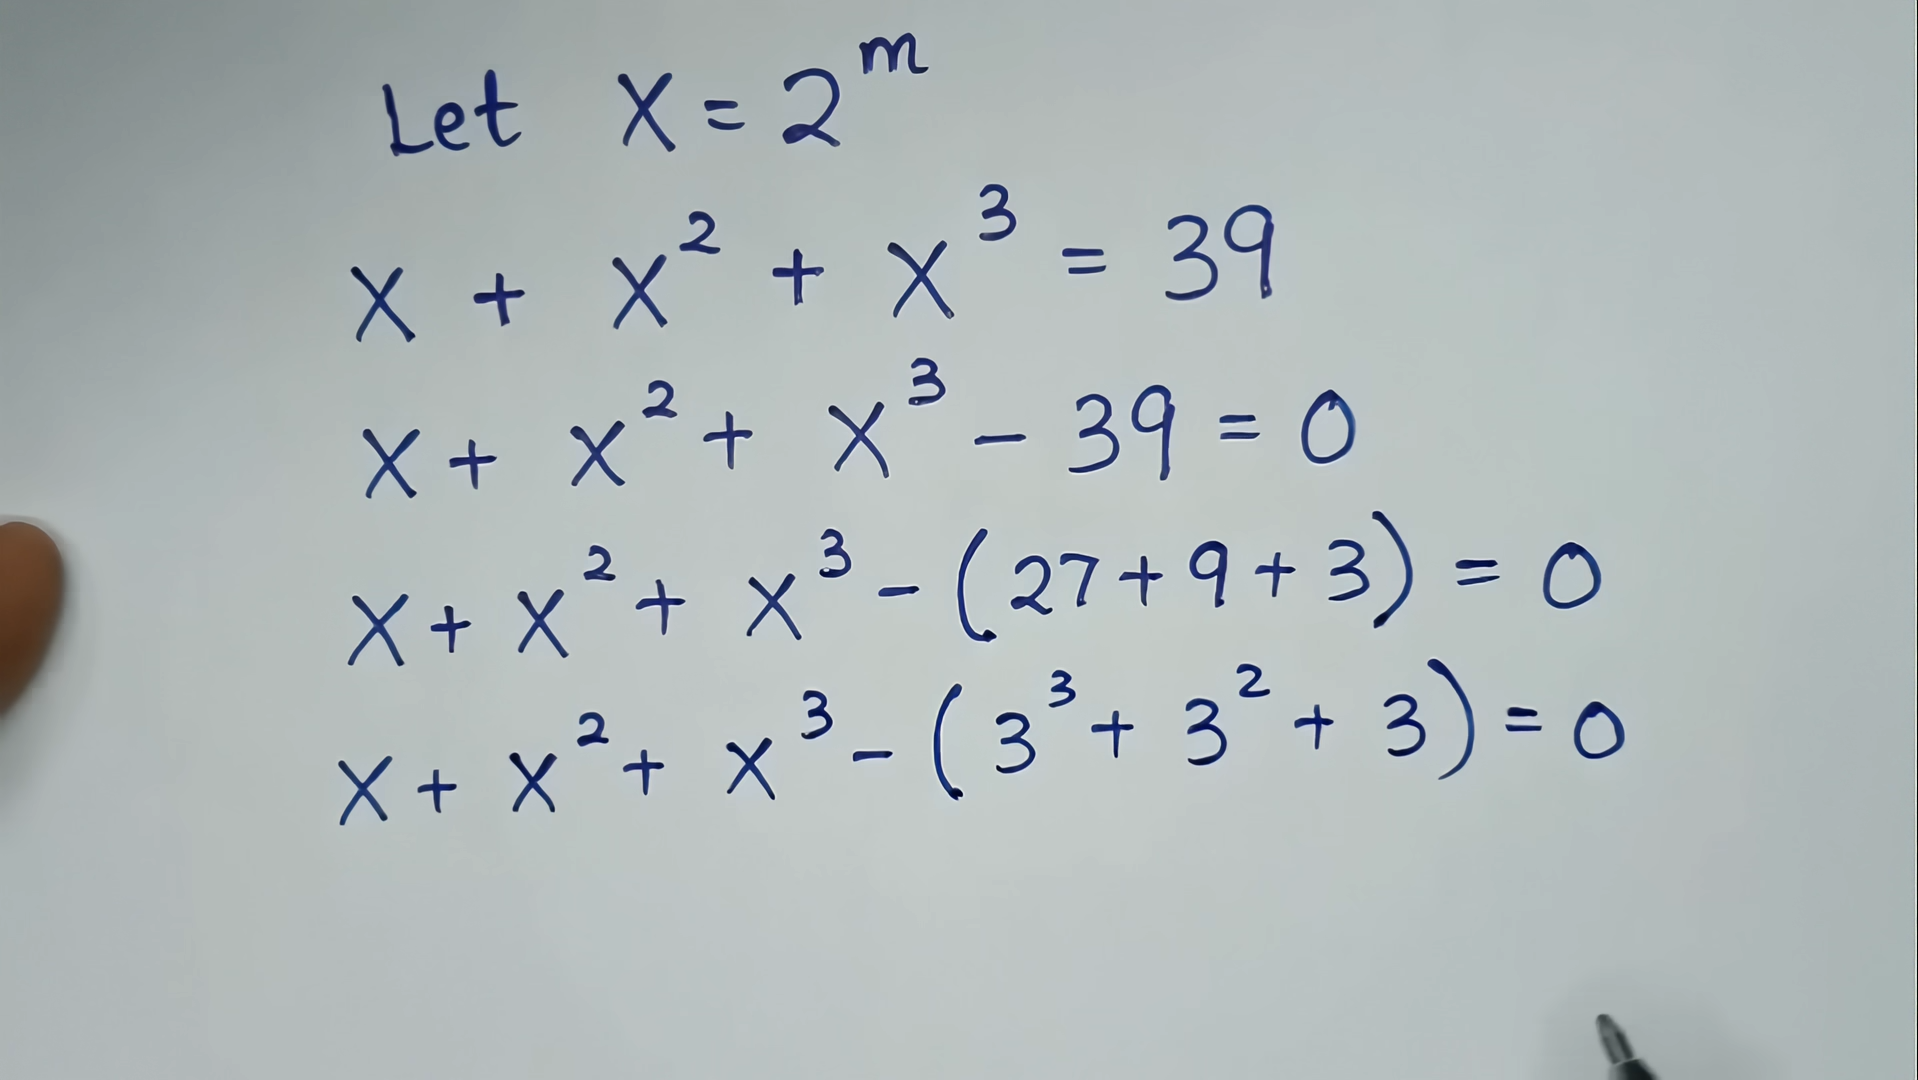 Let x = 2^m
x + x^2 + x^3 = 39
x + x^2 + x^3 - 39 = 0
x + x^2 + x^3 - (27 + 9 + 3) = 0
x + x^2 + x^3 - (3^3 + 3^2 + 3) = 0